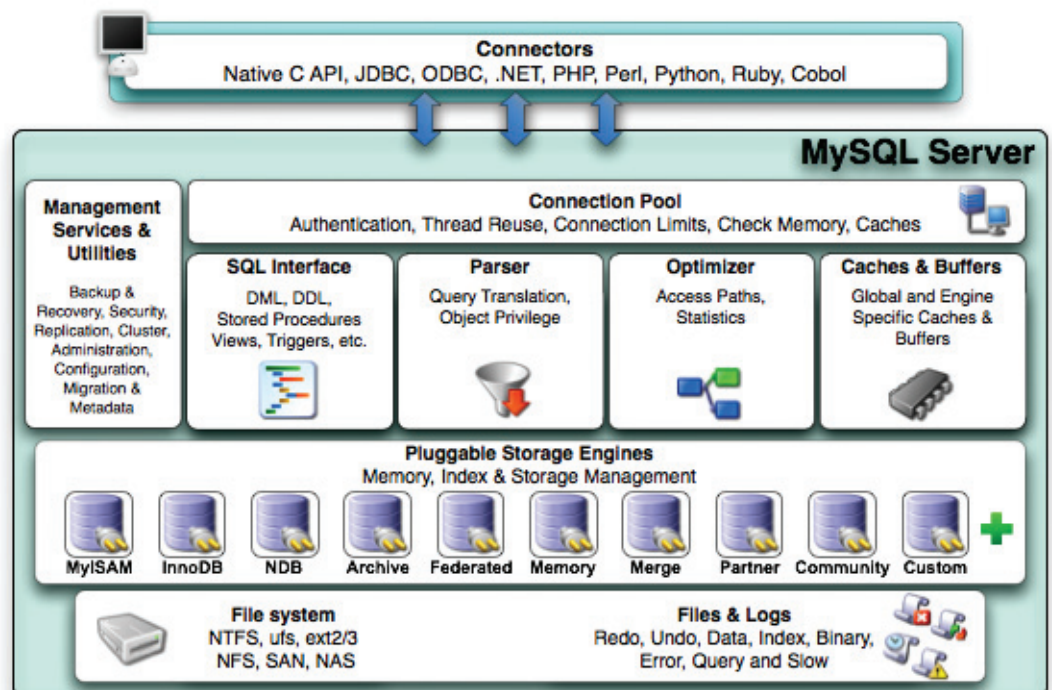 Connectors
Native C API, JDBC, ODBC, .NET, PHP, Perl, Python, Ruby, Cobol
MySQL Server
Management
Services &
Utilities
Backup &
Recovery, Security,
Replication, Cluster,
Administration,
Configuration,
Migration &
Metadata
Connection Pool
Authentication, Thread Reuse, Connection Limits, Check Memory, Caches
SQL Interface
DML, DDL,
Stored Procedures
Views, Triggers, etc.
Parser
Query Translation,
Object Privilege
Optimizer
Access Paths,
Statistics
Caches & Buffers
Global and Engine
Specific Caches &
Buffers
Pluggable Storage Engines
Memory, Index & Storage Management
MyISAM
InnoDB
NDB
Archive
Federated
Memory
Merge
Partner
Community
Custom
File system
NTFS, ufs, ext2/3
NFS, SAN, NAS
Files & Logs
Redo, Undo, Data, Index, Binary,
Error, Query and Slow